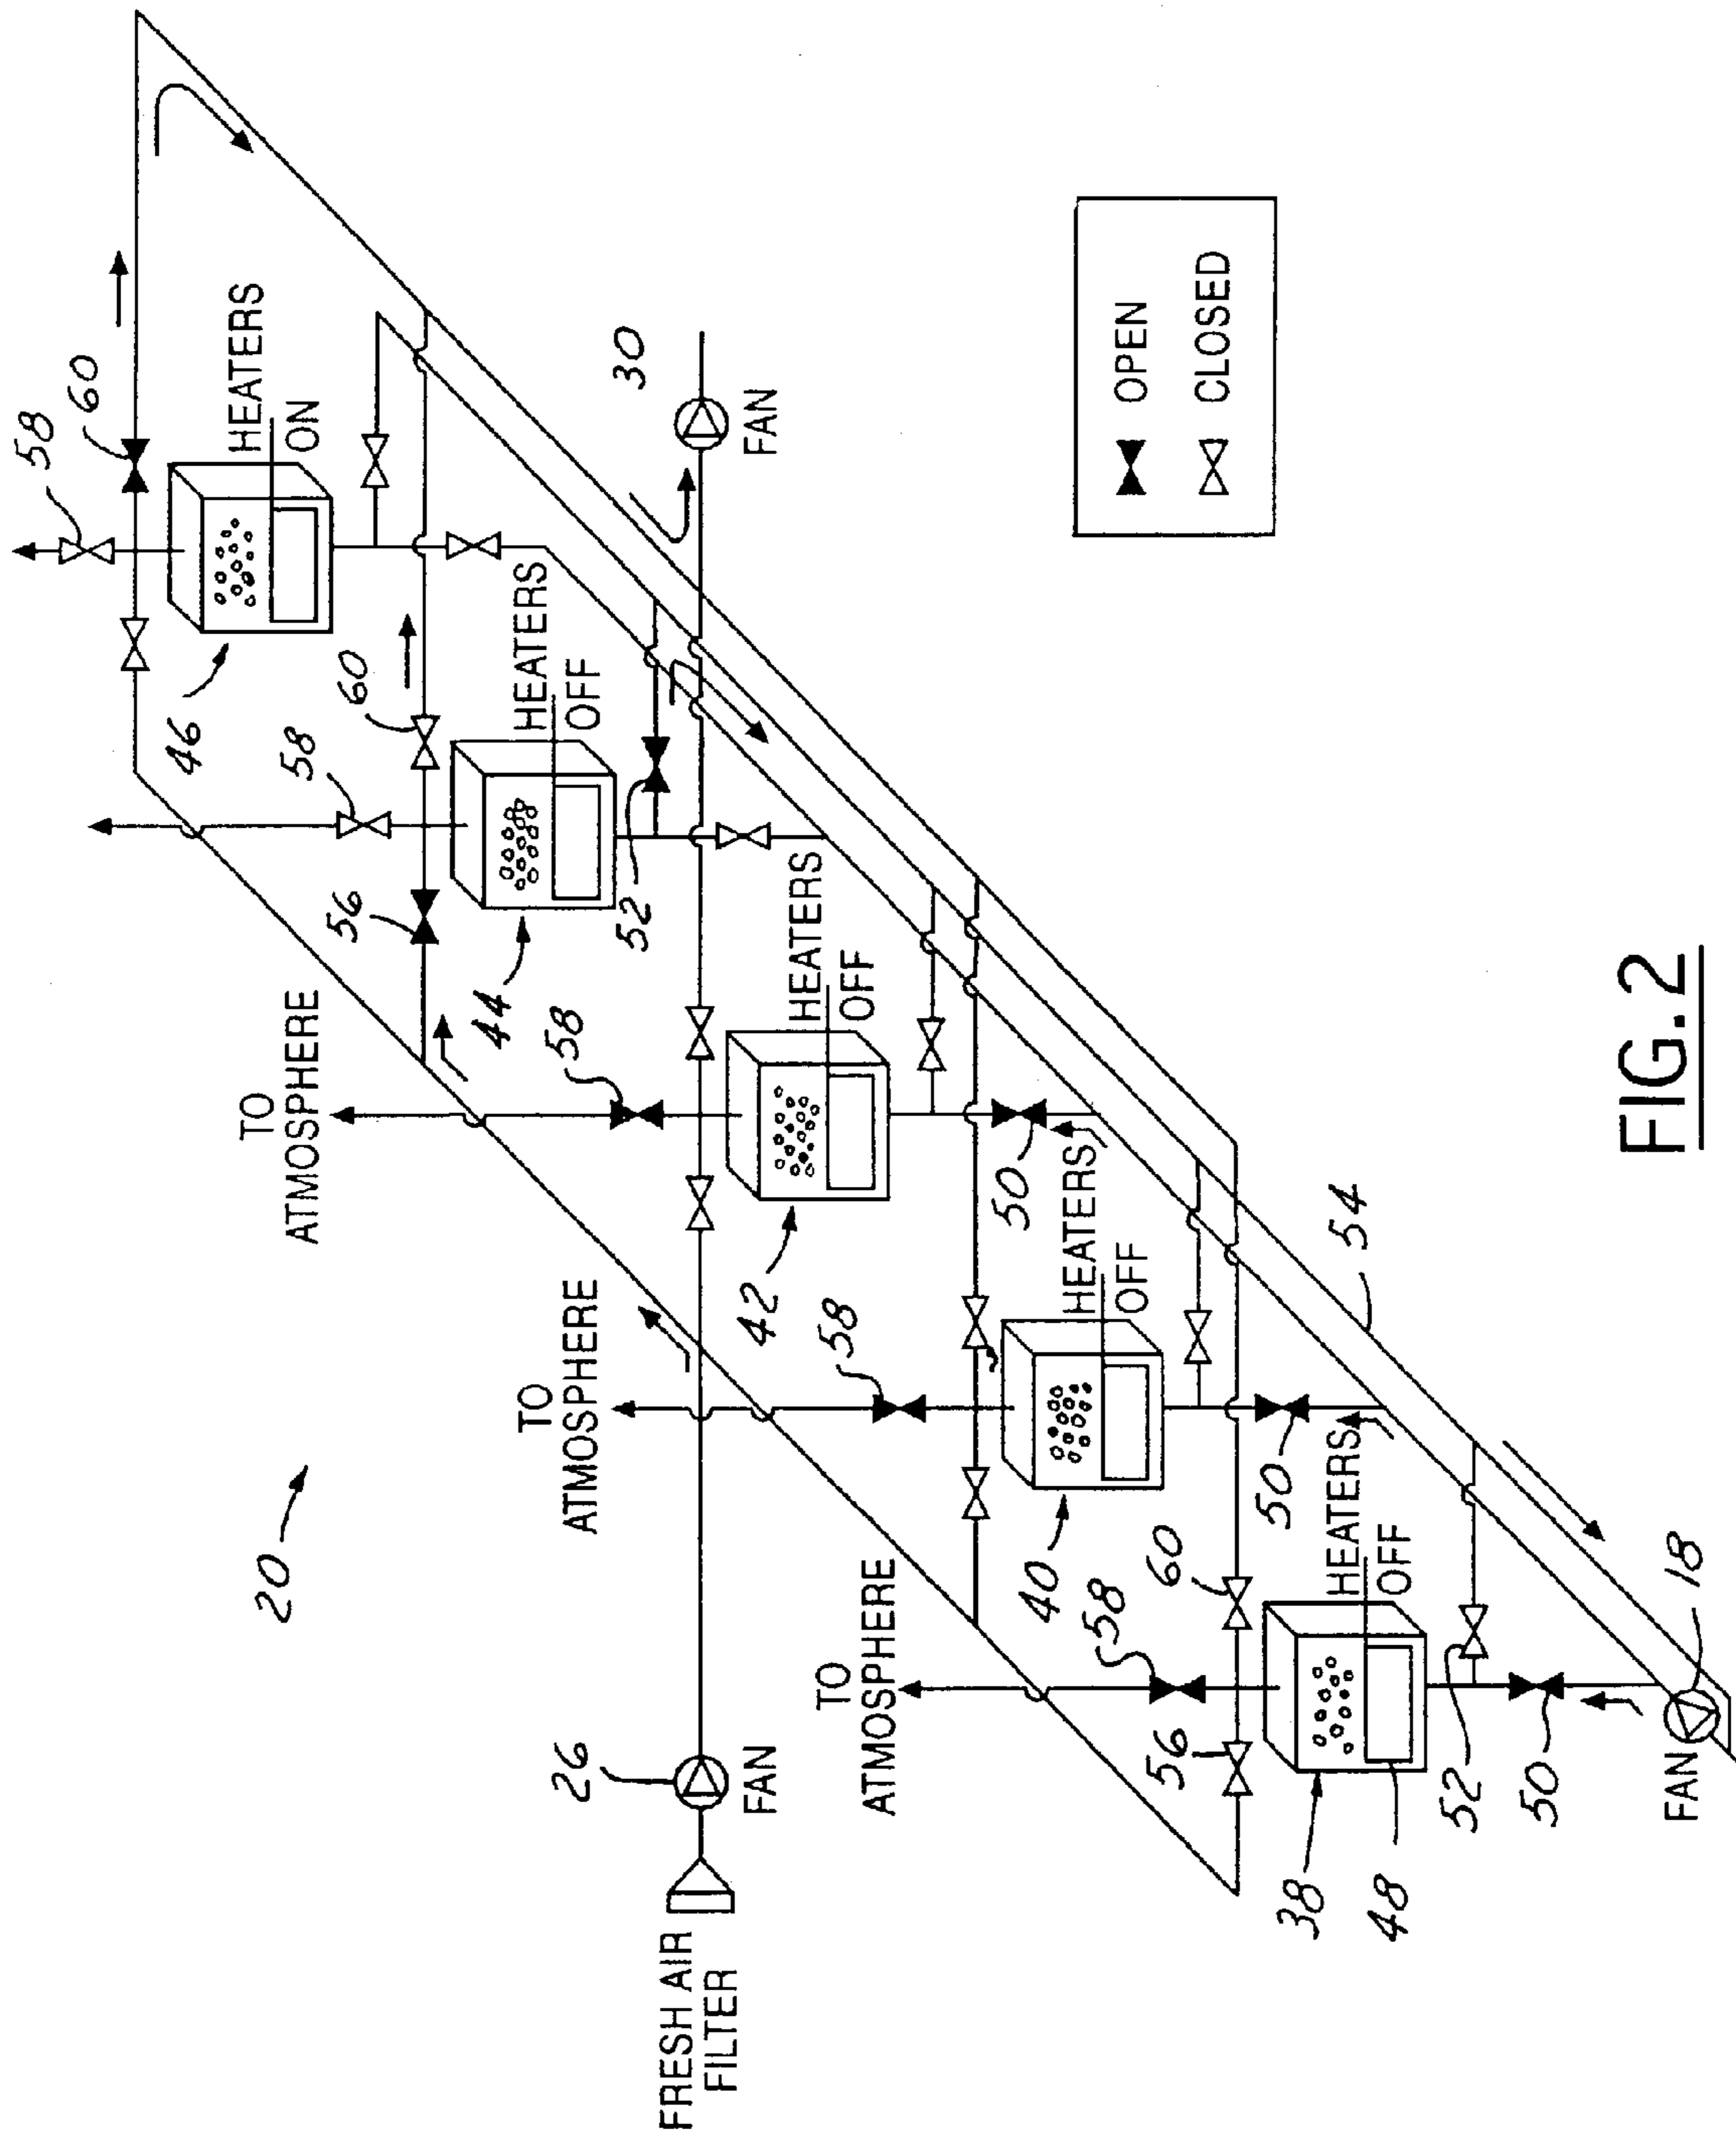 58
60
HEATERS
ON
46
58
60
HEATERS
OFF
30
FAN
56
44
52
TO
ATMOSPHERE
58
HEATERS
OFF
42
50
TO
ATMOSPHERE
58
HEATERS
OFF
40
50
54
20
TO
ATMOSPHERE
58
60
HEATERS
OFF
56
38
48
52
50
18
FAN
26
FAN
FRESH AIR
FILTER
OPEN
CLOSED
FIG.2